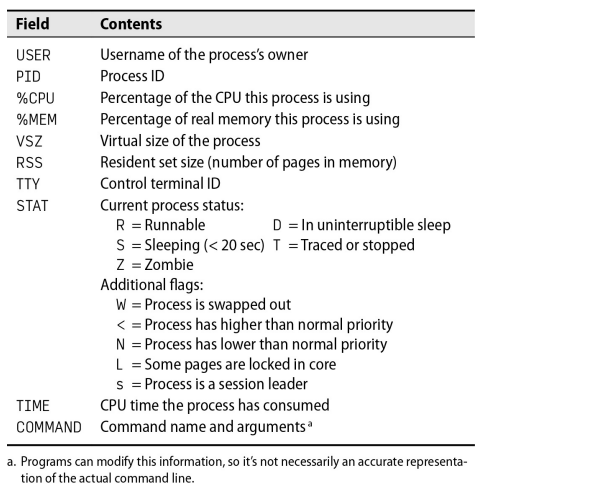 Field Contents
USER Username of the process's owner
PID Process ID
%CPU Percentage of the CPU this process is using
%MEM Percentage of real memory this process is using
VSZ Virtual size of the process
RSS Resident set size (number of pages in memory)
TTY Control terminal ID
STAT Current process status:
R = Runnable D = In uninterruptible sleep
S = Sleeping (< 20 sec) T = Traced or stopped
Z = Zombie
Additional flags:
W = Process is swapped out
< = Process has higher than normal priority
N = Process has lower than normal priority
L = Some pages are locked in core
s = Process is a session leader
TIME CPU time the process has consumed
COMMAND Command name and arguments a
a. Programs can modify this information, so it's not necessarily an accurate representa-
tion of the actual command line.